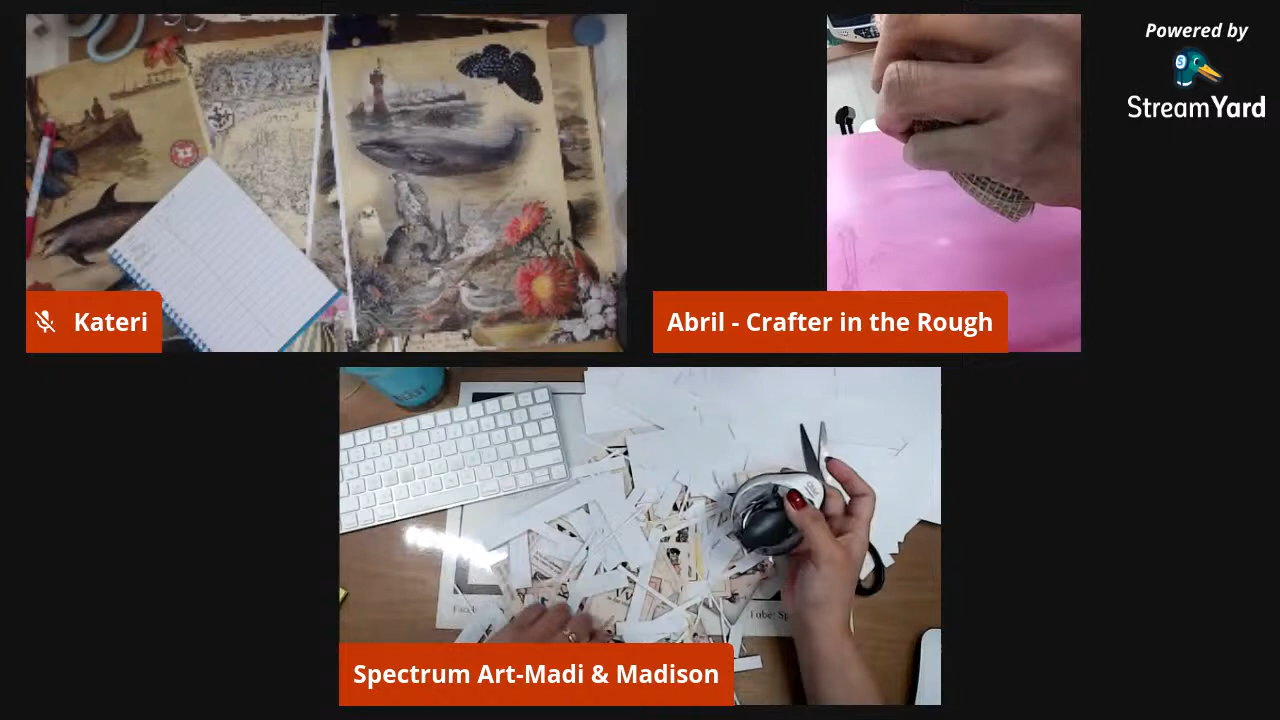 Powered by
StreamYard
Kateri
Abril - Crafter in the Rough
Spectrum Art-Madi & Madison